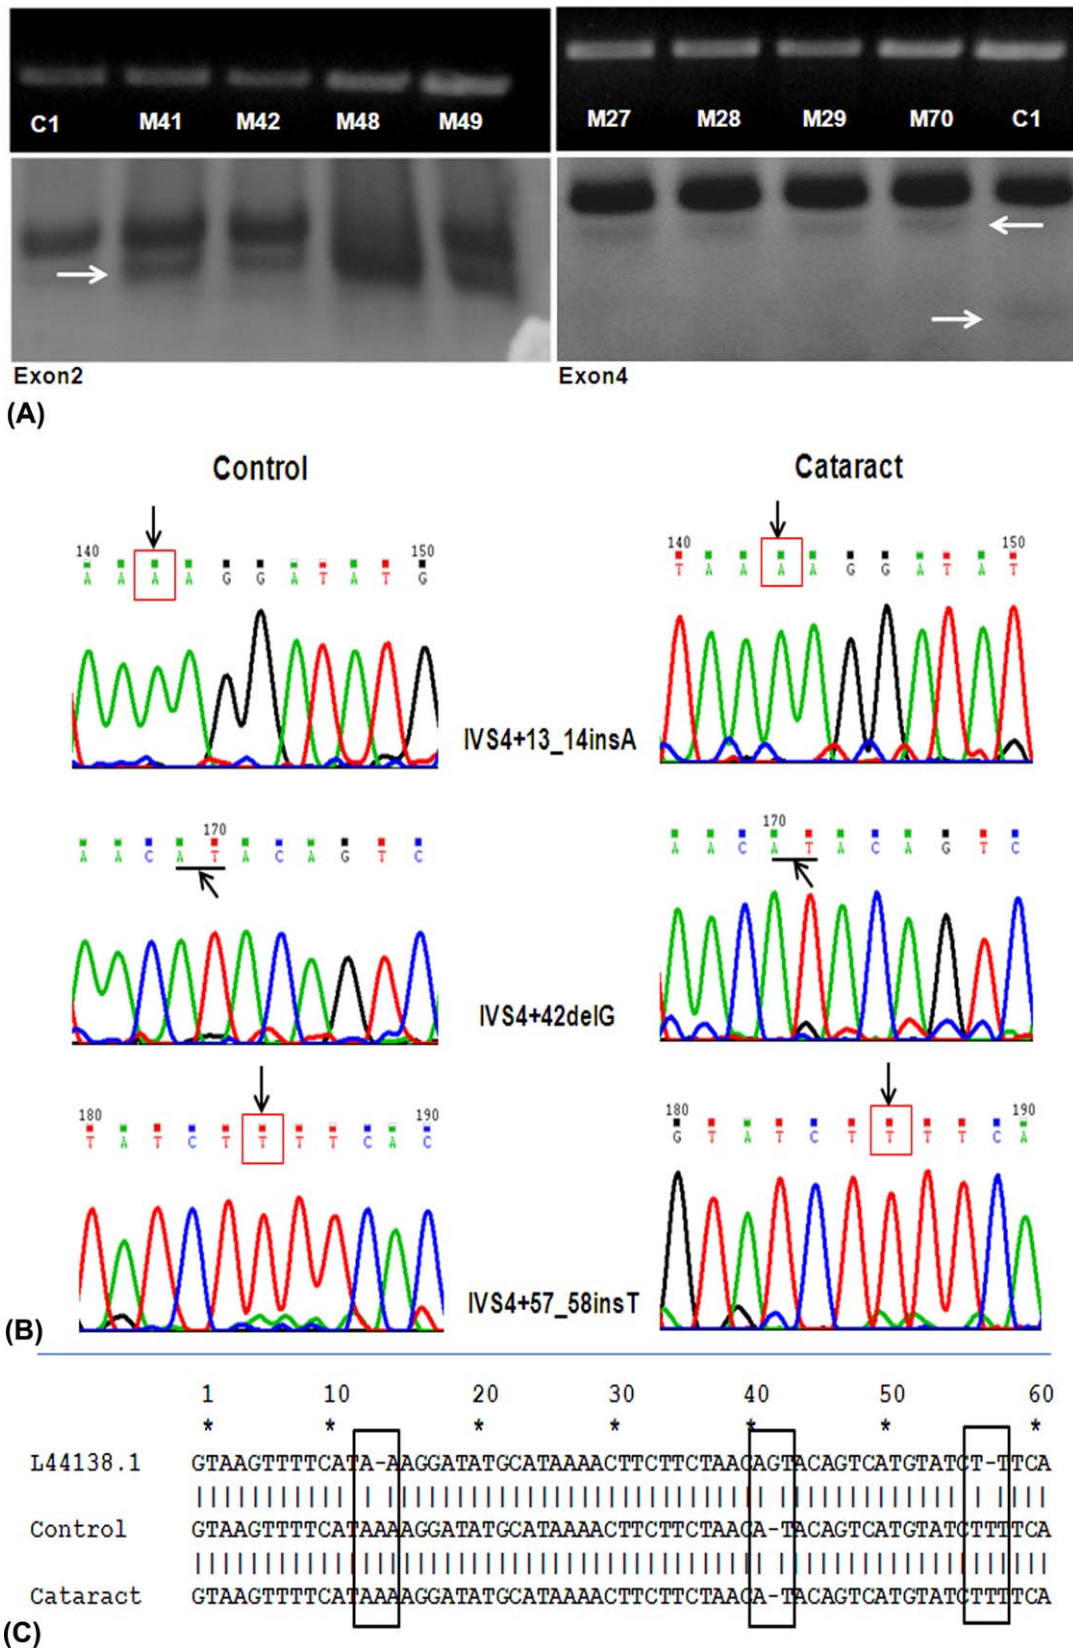 C1 M41 M42 M48 M49
M27 M28 M29 M70 C1
Exon2
Exon4
(A)
Control
Cataract
140 150
A A A A G G A T A T G
140 150
T A A A A G G A T A T
IVS4+13_14insA
170
A A C A T A C A G T C
170
A A C A T A C A G T C
IVS4+42delG
180 190
T A T C T T T T C A C
180 190
G T A T C T T T T C A
IVS4+57_58insT
(B)
1 10 20 30 40 50 60
* * * * * * *
L44138.1 GTAAGTTTTCATA-AAGGATATGCATAAAACTTCTTCTAACAGTACAGTCATGTATCT-TTCA
Control GTAAGTTTTCATAAAAGGATATGCATAAAACTTCTTCTAACA-TACAGTCATGTATCTTTTCA
Cataract GTAAGTTTTCATAAAAGGATATGCATAAAACTTCTTCTAACA-TACAGTCATGTATCTTTTCA
(C)